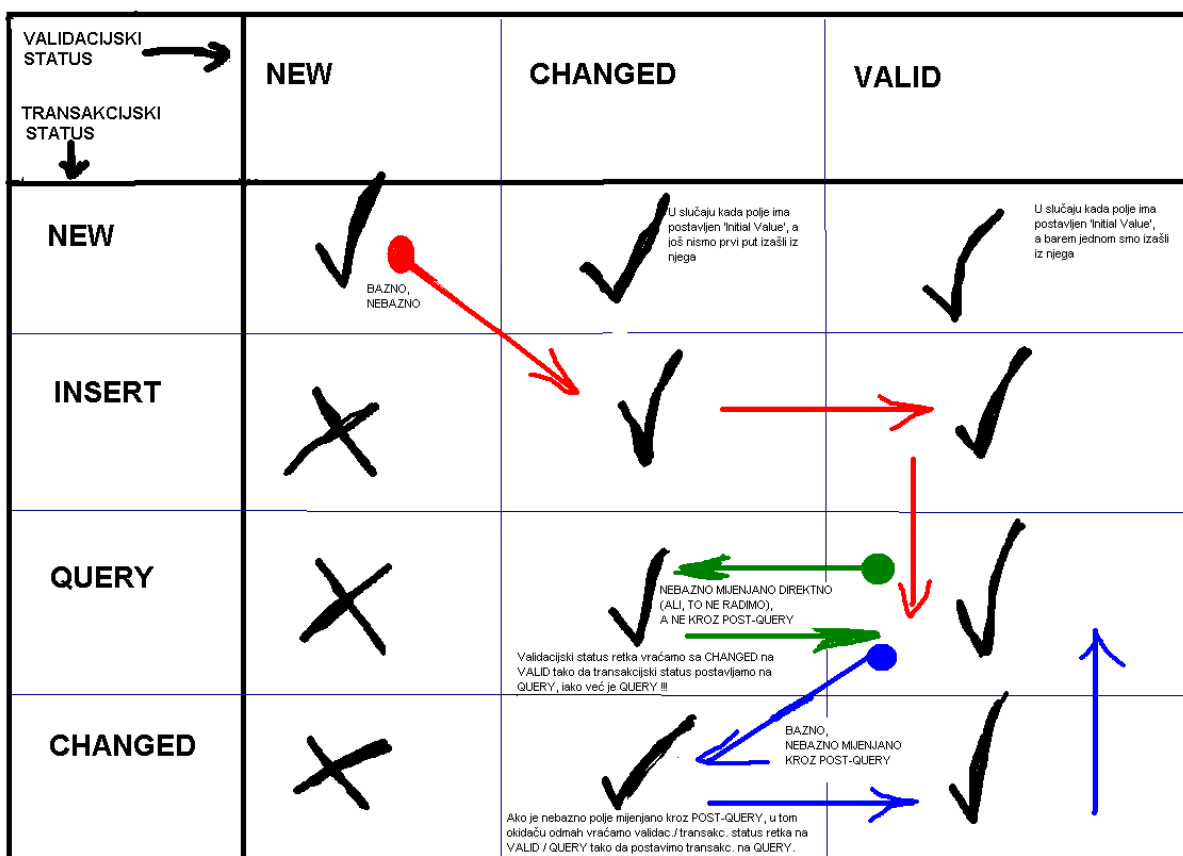 VALIDACIJSKI
STATUS
TRANSAKCIJSKI
STATUS
NEW
CHANGED
VALID
NEW
BAZNO,
NEBAZNO
U slučaju kada polje ima
postavljen 'Initial Value', a
još nismo prvi put izašli iz
njega
U slučaju kada polje ima
postavljen 'Initial Value',
a barem jednom smo izašli
iz njega
INSERT
QUERY
NEBAZNO MIJENJANO DIREKTNO
(ALI, TO NE RADIMO),
A NE KROZ POST-QUERY
Validacijski status retka vraćamo sa CHANGED na
VALID tako da transakcijski status postavljamo na
QUERY, iako već je QUERY !!!
CHANGED
BAZNO,
NEBAZNO MIJENJANO
KROZ POST-QUERY
Ako je nebazno polje mijenjano kroz POST-QUERY, u tom
okidaču odmah vraćamo validac./ transakc. status retka na
VALID / QUERY tako da postavimo transakc. na QUERY.